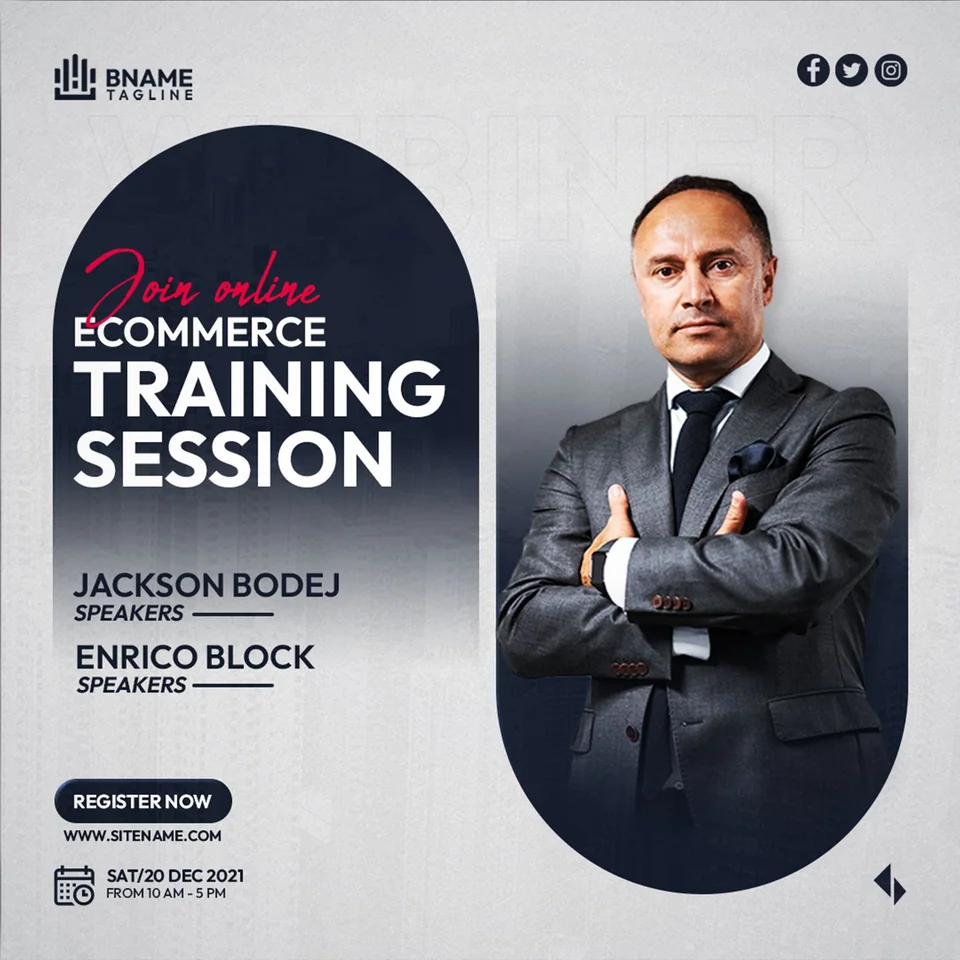 BNAME
TAGLINE
WEBINER
Join online
ECOMMERCE
TRAINING
SESSION
JACKSON BODEJ
SPEAKERS
ENRICO BLOCK
SPEAKERS
REGISTER NOW
WWW.SITENAME.COM
SAT/20 DEC 2021
FROM 10 AM - 5 PM